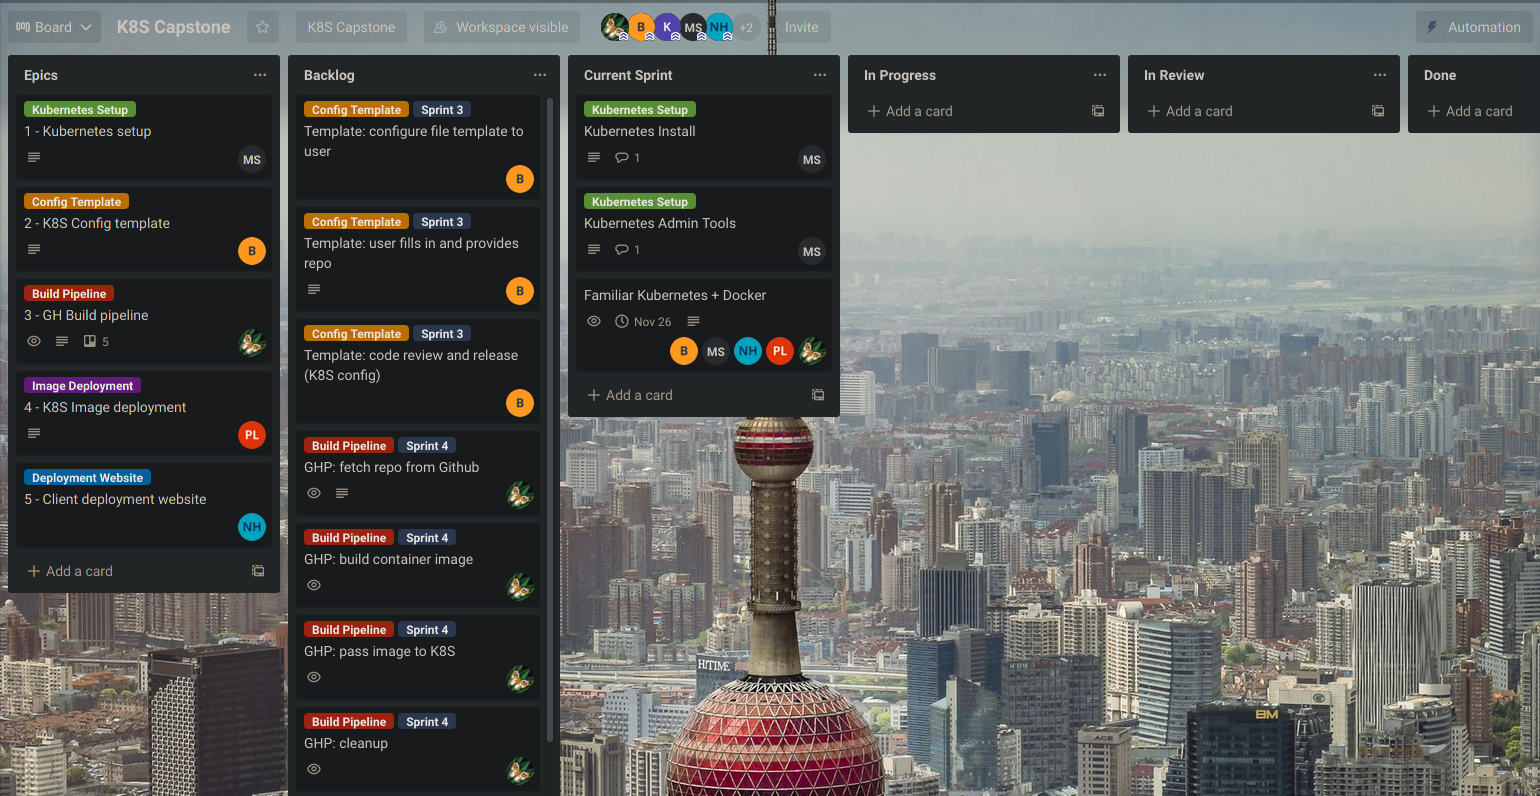 Board
K8S Capstone
K8S Capstone
Workspace visible
B
K
MS
NH
+2
Invite
Automation
Epics
Kubernetes Setup
1 - Kubernetes setup
MS
Config Template
2 - K8S Config template
B
Build Pipeline
3 - GH Build pipeline
5
Image Deployment
4 - K8S Image deployment
PL
Deployment Website
5 - Client deployment website
NH
Add a card
Backlog
Config Template Sprint 3
Template: configure file template to
user
B
Config Template Sprint 3
Template: user fills in and provides
repo
B
Config Template Sprint 3
Template: code review and release
(K8S config)
B
Build Pipeline Sprint 4
GHP: fetch repo from Github
Build Pipeline Sprint 4
GHP: build container image
Build Pipeline Sprint 4
GHP: pass image to K8S
Build Pipeline Sprint 4
GHP: cleanup
Current Sprint
Kubernetes Setup
Kubernetes Install
1
MS
Kubernetes Setup
Kubernetes Admin Tools
1
MS
Familiar Kubernetes + Docker
Nov 26
B MS NH PL
Add a card
In Progress
Add a card
In Review
Add a card
Done
Add a card
ACE